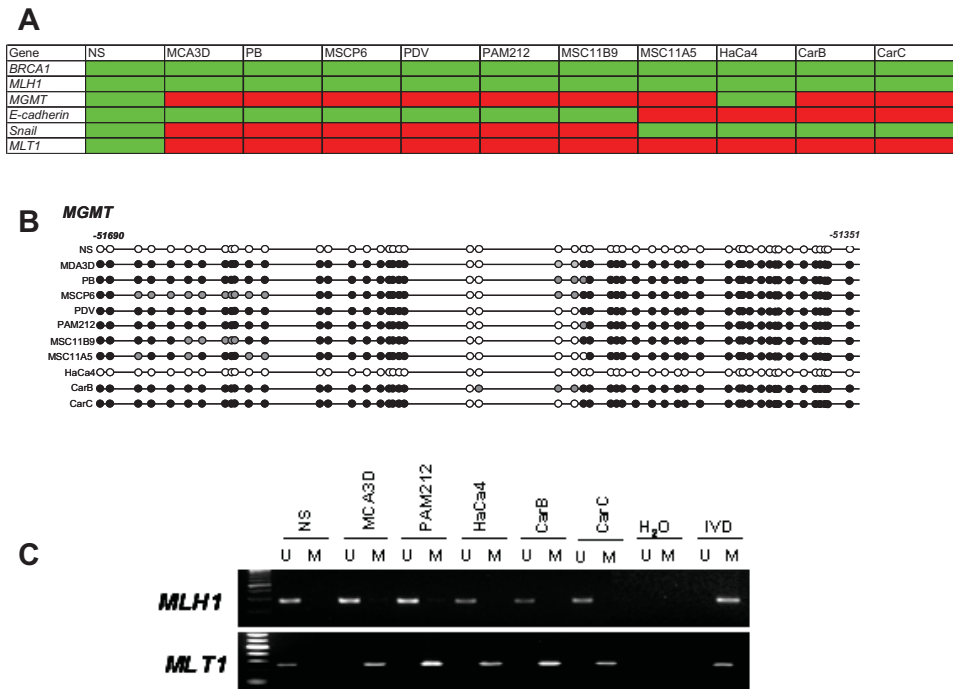 A
Gene NS MCA3D PB MSCP6 PDV PAM212 MSC11B9 MSC11A5 HaCa4 CarB CarC
BRCA1
MLH1
MGMT
E-cadherin
Snail
MLT1
B MGMT
-51690 -51351
NS
MDA3D
PB
MSCP6
PDV
PAM212
MSC11B9
MSC11A5
HaCa4
CarB
CarC
C
NS MCA3D PAM212 HaCa4 CarB CarC H₂O IVD
U M U M U M U M U M U M U M U M
MLH1
MLT1